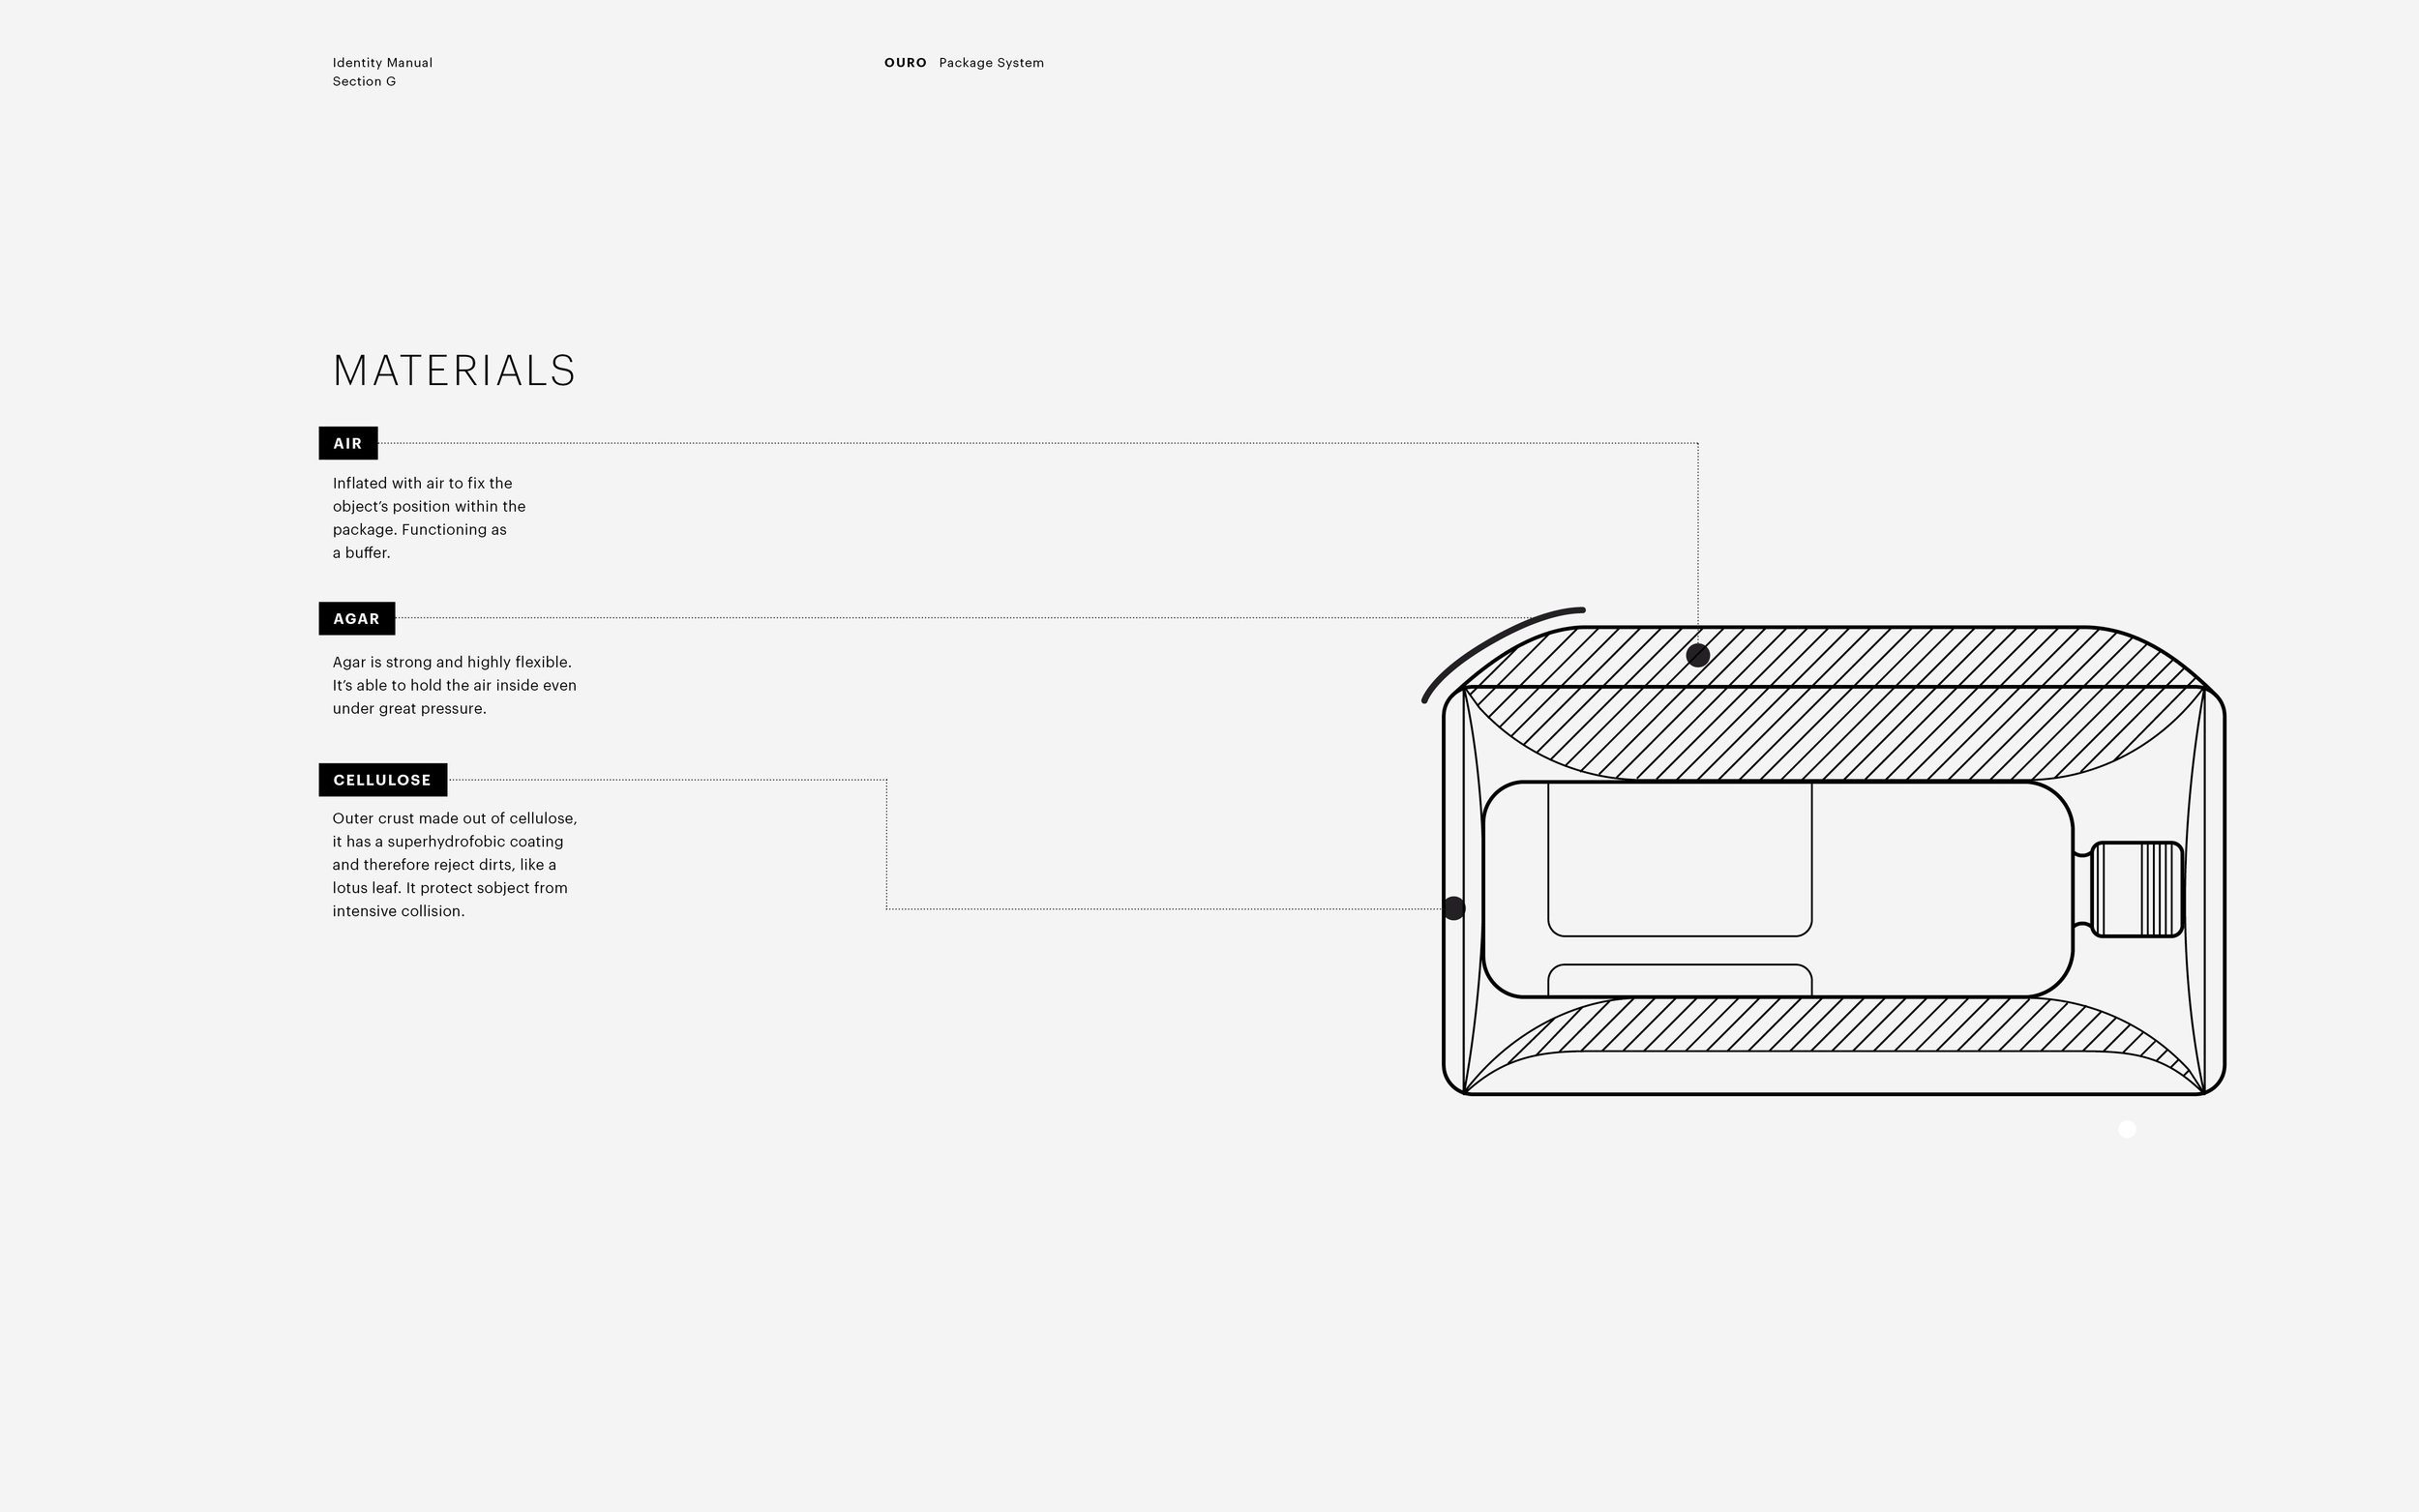 Identity Manual
Section G
OURO Package System
MATERIALS
AIR
Inflated with air to fix the
object’s position within the
package. Functioning as
a buffer.
AGAR
Agar is strong and highly flexible.
It’s able to hold the air inside even
under great pressure.
CELLULOSE
Outer crust made out of cellulose,
it has a superhydrofobic coating
and therefore reject dirts, like a
lotus leaf. It protect sobject from
intensive collision.